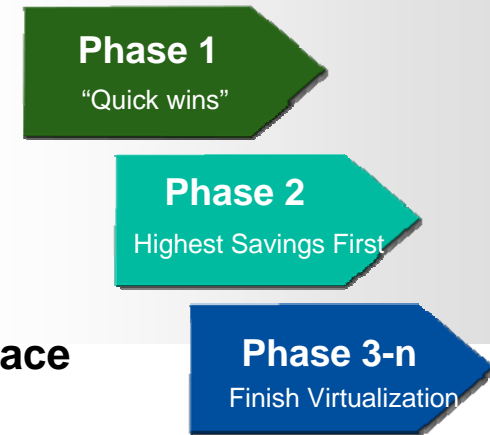 Phase 1
“Quick wins”
Phase 2
Highest Savings First
ace
Phase 3-n
Finish Virtualization